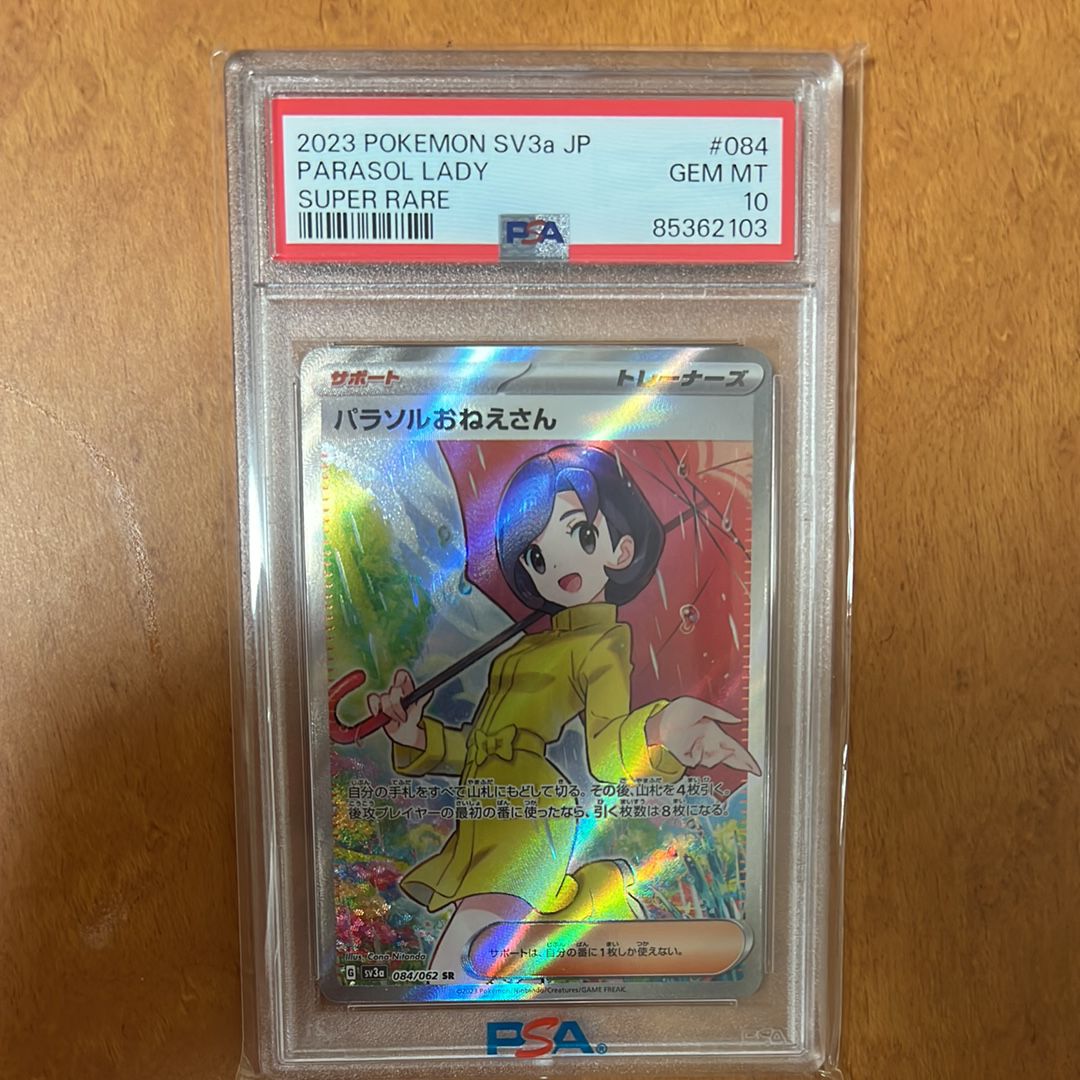 2023 POKEMON SV3a JP #084
PARASOL LADY GEM MT
SUPER RARE 10
PSA 85362103
サポート トレーナーズ
パラソルおねえさん
自分の手札をすべて山札にもどして切る。その後、山札を4枚引く。
後攻プレイヤーの最初の番に使ったなら、引く枚数は8枚になる。
サポートは、自分の番に1枚しか使えない。
Illus. Cona Nitanda
G sv3a 084/062 SR
©2023 Pokémon/Nintendo/Creatures/GAME FREAK.
PSA®
PSA